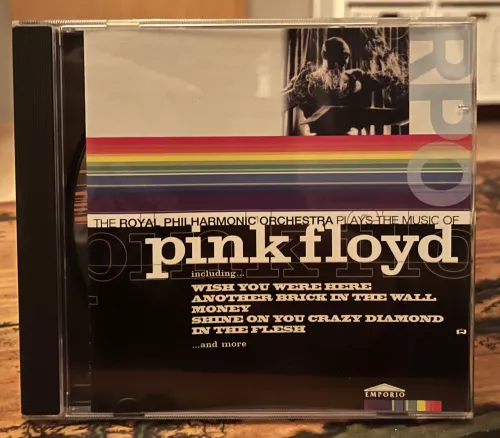 RPO
THE ROYAL PHILHARMONIC ORCHESTRA PLAYS THE MUSIC OF
pink floyd
including...
WISH YOU WERE HERE
ANOTHER BRICK IN THE WALL
MONEY
SHINE ON YOU CRAZY DIAMOND
IN THE FLESH
...and more
EMPORIO